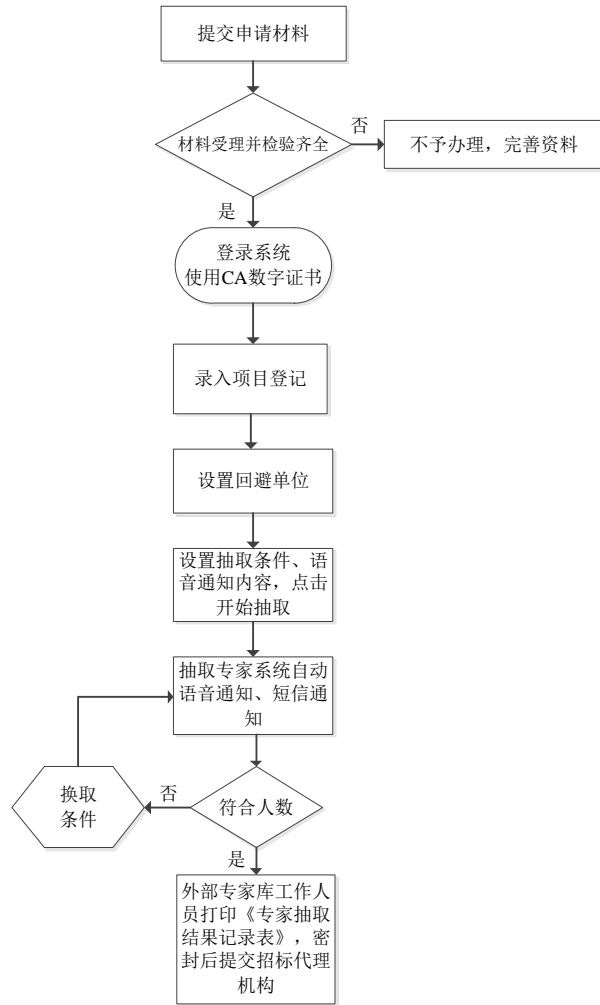 提交申请材料
材料受理并检验齐全
否
不予办理，完善资料
是
登录系统
使用CA数字证书
录入项目登记
设置回避单位
设置抽取条件、语
音通知内容，点击
开始抽取
抽取专家系统自动
语音通知、短信通
知
换取
条件
否
符合人数
是
外部专家库工作人
员打印《专家抽取
结果记录表》，密
封后提交招标代理
机构